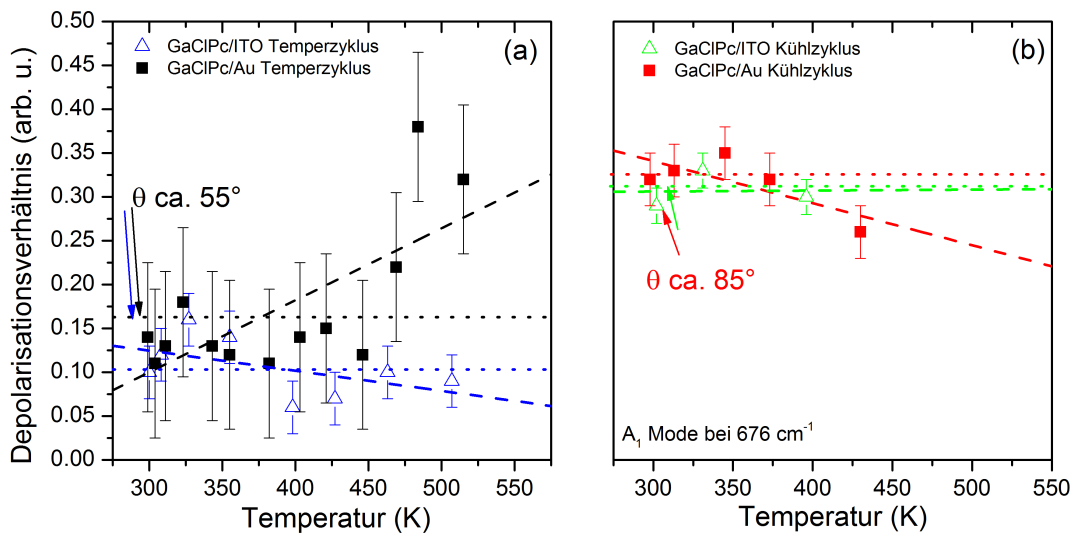 Depolarisationsverhältnis (arb. u.)
0.50
0.45
0.40
0.35
0.30
0.25
0.20
0.15
0.10
0.05
0.00
GaClPc/ITO Temperzyklus
GaClPc/Au Temperzyklus
(a)
θ ca. 55°
300 350 400 450 500 550
Temperatur (K)
GaClPc/ITO Kühlzyklus
GaClPc/Au Kühlzyklus
(b)
θ ca. 85°
A1 Mode bei 676 cm-1
300 350 400 450 500 550
Temperatur (K)